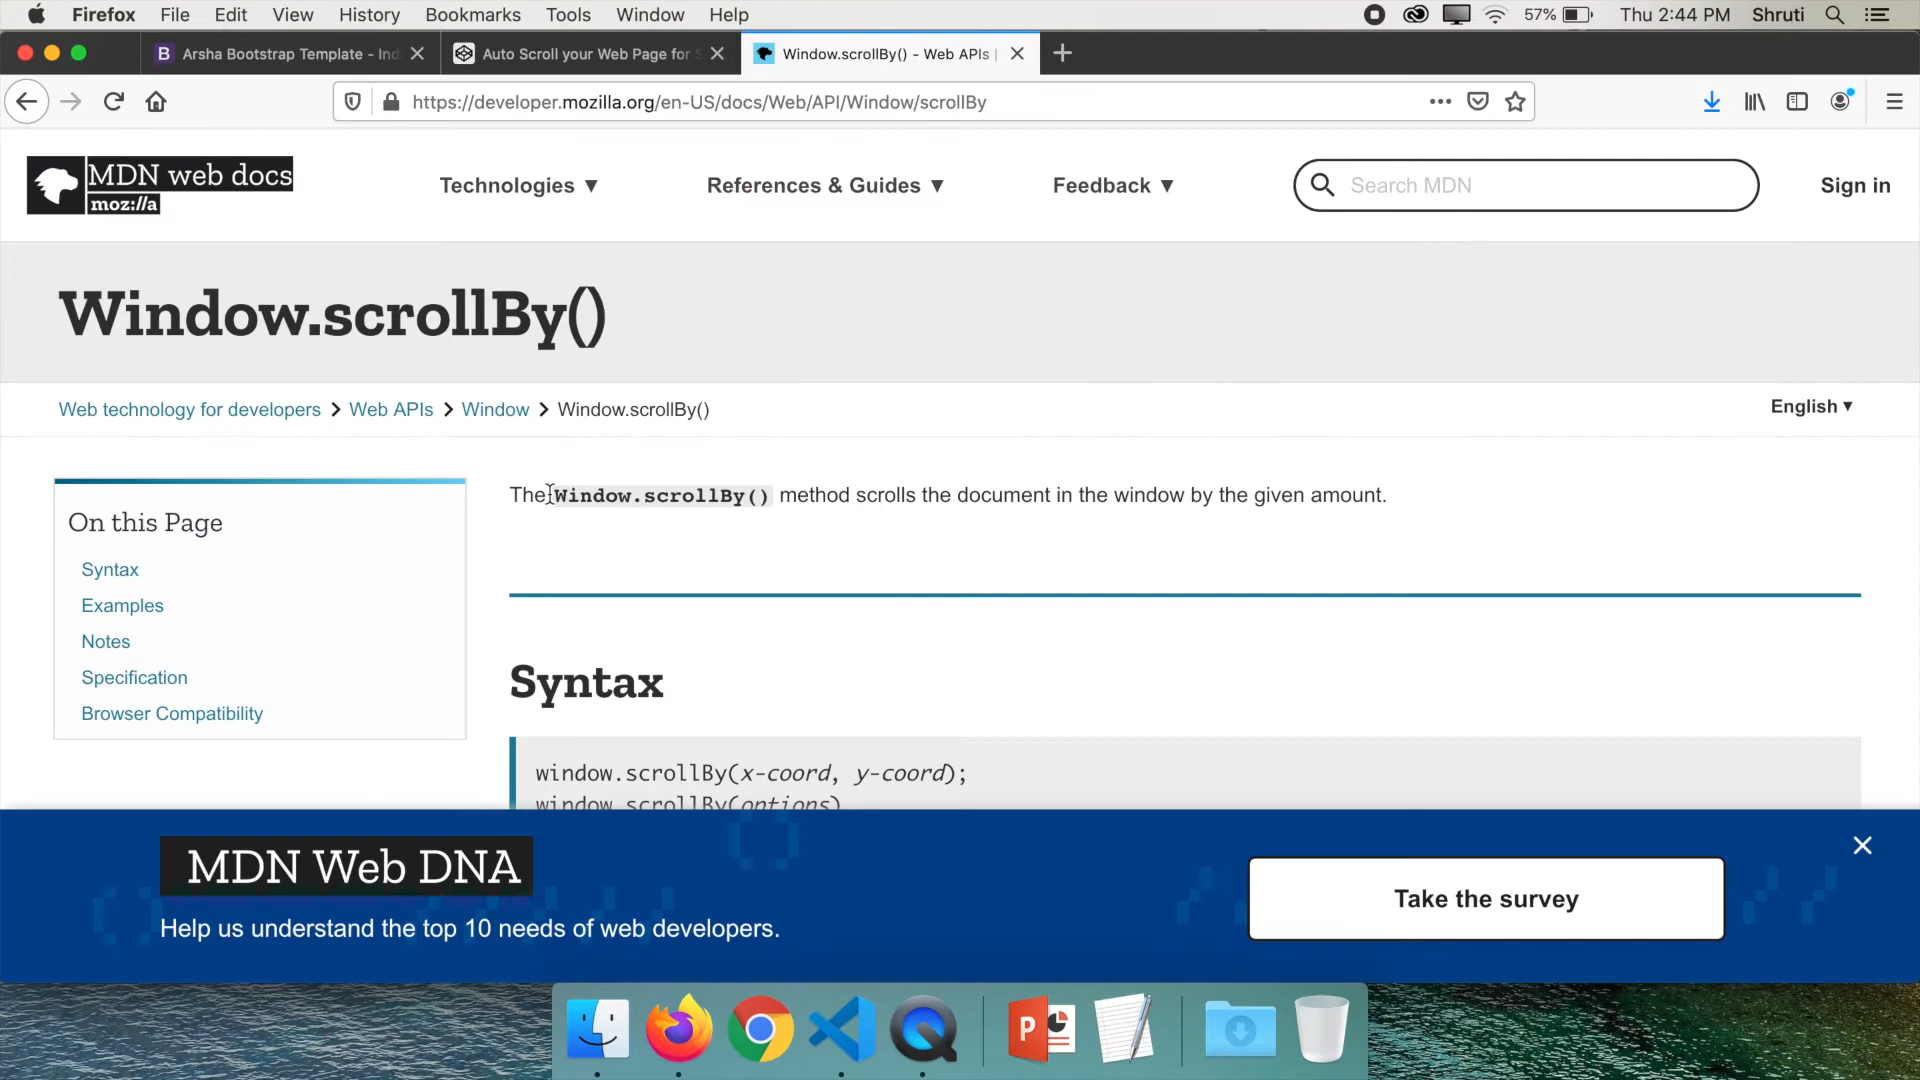 Firefox File Edit View History Bookmarks Tools Window Help 57% Thu 2:44 PM Shruti
B Arsha Bootstrap Template - Ind Auto Scroll your Web Page for S Window.scrollBy() - Web APIs |
https://developer.mozilla.org/en-US/docs/Web/API/Window/scrollBy
MDN web docs
moz://a
Technologies ▼ References & Guides ▼ Feedback ▼ Search MDN Sign in
Window.scrollBy()
Web technology for developers > Web APIs > Window > Window.scrollBy() English ▼
The Window.scrollBy() method scrolls the document in the window by the given amount.
On this Page
Syntax
Examples
Notes
Specification
Browser Compatibility
Syntax
window.scrollBy(x-coord, y-coord);
window.scrollBy(options)
MDN Web DNA
Help us understand the top 10 needs of web developers.
Take the survey
P